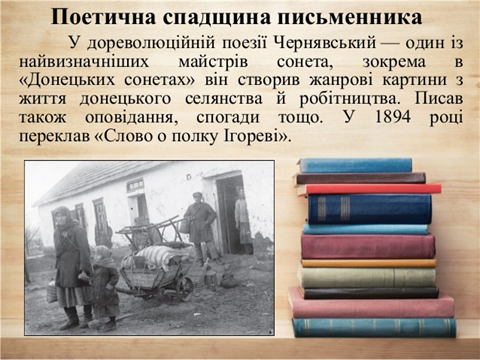 Поетична спадщина письменника
У дореволюційній поезії Чернявський — один із
найвизначніших майстрів сонета, зокрема в
«Донецьких сонетах» він створив жанрові картини з
життя донецького селянства й робітництва. Писав
також оповідання, спогади тощо. У 1894 році
переклав «Слово о полку Ігореві».